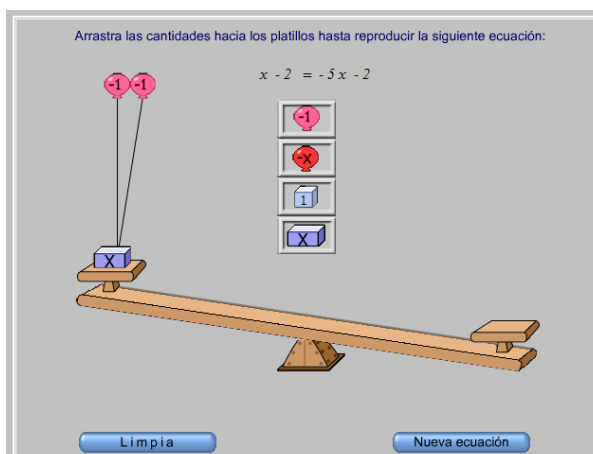 Arrastra las cantidades hacia los platillos hasta reproducir la siguiente ecuación:
x - 2 = - 5 x - 2
-1 -1
-1
-X
1
X
X
Limpia
Nueva ecuación